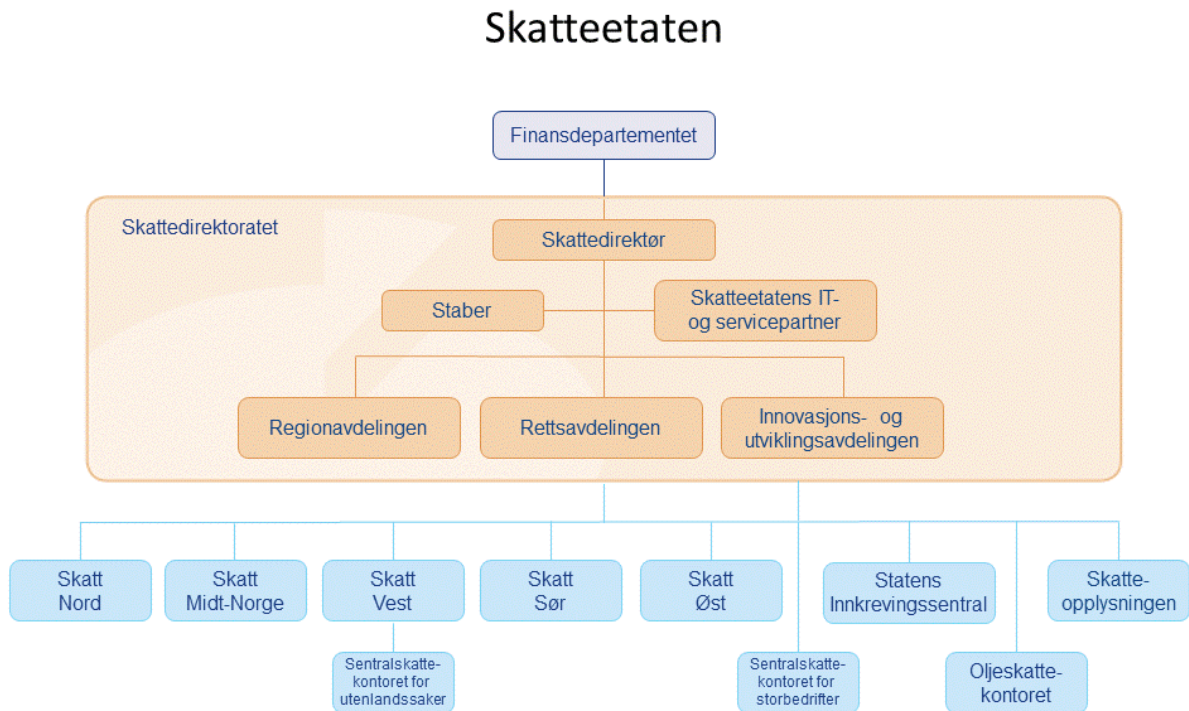 Skatteetaten
Finansdepartementet
Skattedirektoratet
Skattedirektør
Staber
Skatteetatens IT-
og servicepartner
Regionavdelingen
Rettsavdelingen
Innovasjons- og
utviklingsavdelingen
Skatt
Nord
Skatt
Midt-Norge
Skatt
Vest
Skatt
Sør
Skatt
Øst
Statens
Innkrevingssentral
Skatte-
opplysningen
Sentralskatte-
kontoret for
utenlandssaker
Sentralskatte-
kontoret for
storbedrifter
Oljeskatte-
kontoret